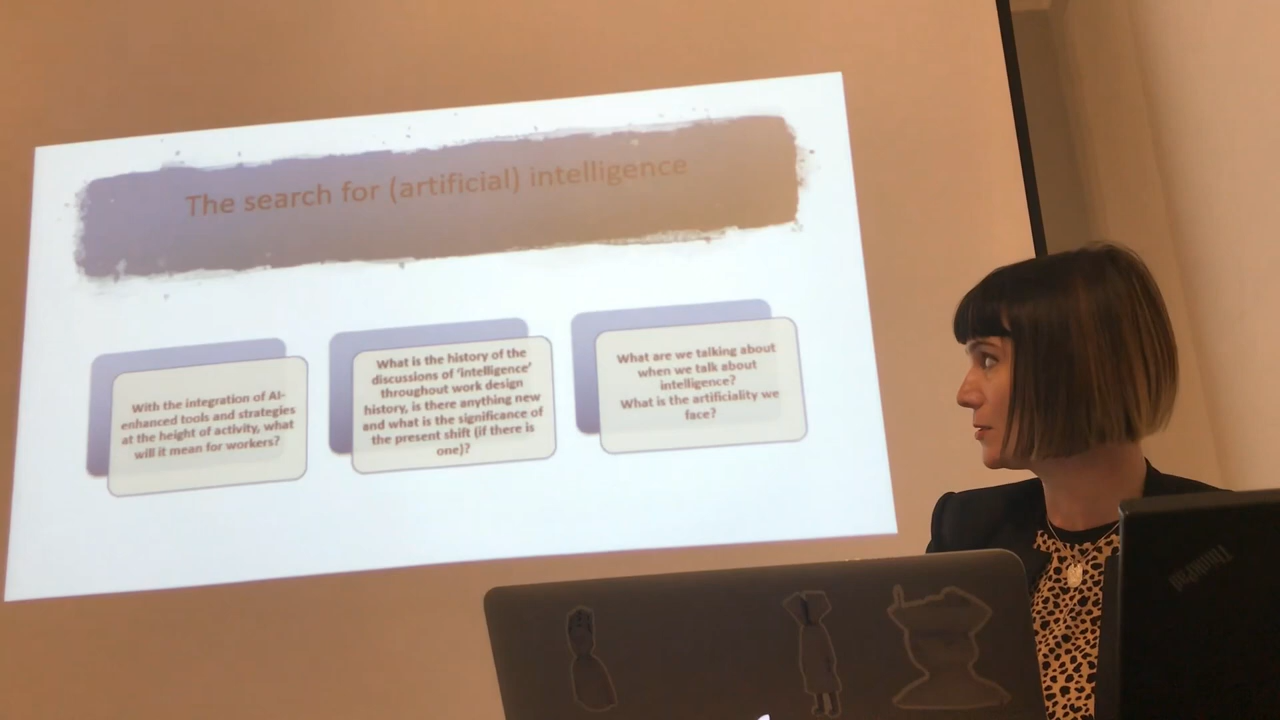 The search for (artificial) intelligence
With the integration of AI-
enhanced tools and strategies
at the height of activity, what
will it mean for workers?
What is the history of the
discussions of 'intelligence'
throughout work design
history, is there anything new
and what is the significance of
the present shift (if there is
one)?
What are we talking about
when we talk about
intelligence?
What is the artificiality we
face?
ThinkPad